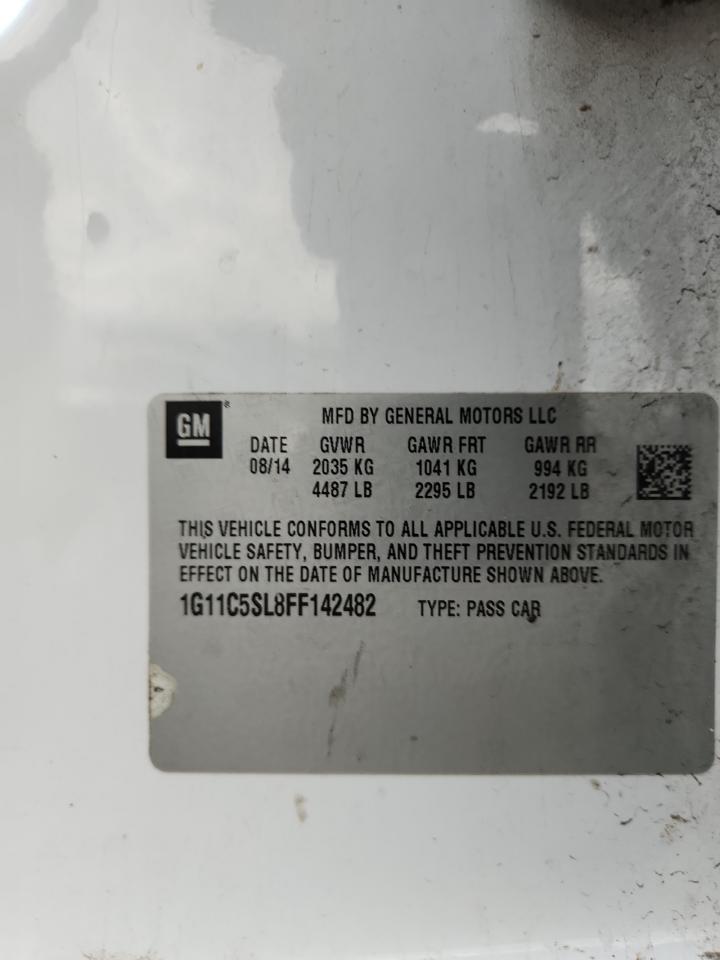 GM®
MFD BY GENERAL MOTORS LLC
DATE GVWR GAWR FRT GAWR RR
08/14 2035 KG 1041 KG 994 KG
4487 LB 2295 LB 2192 LB
THIS VEHICLE CONFORMS TO ALL APPLICABLE U.S. FEDERAL MOTOR
VEHICLE SAFETY, BUMPER, AND THEFT PREVENTION STANDARDS IN
EFFECT ON THE DATE OF MANUFACTURE SHOWN ABOVE.
1G11C5SL8FF142482 TYPE: PASS CAR